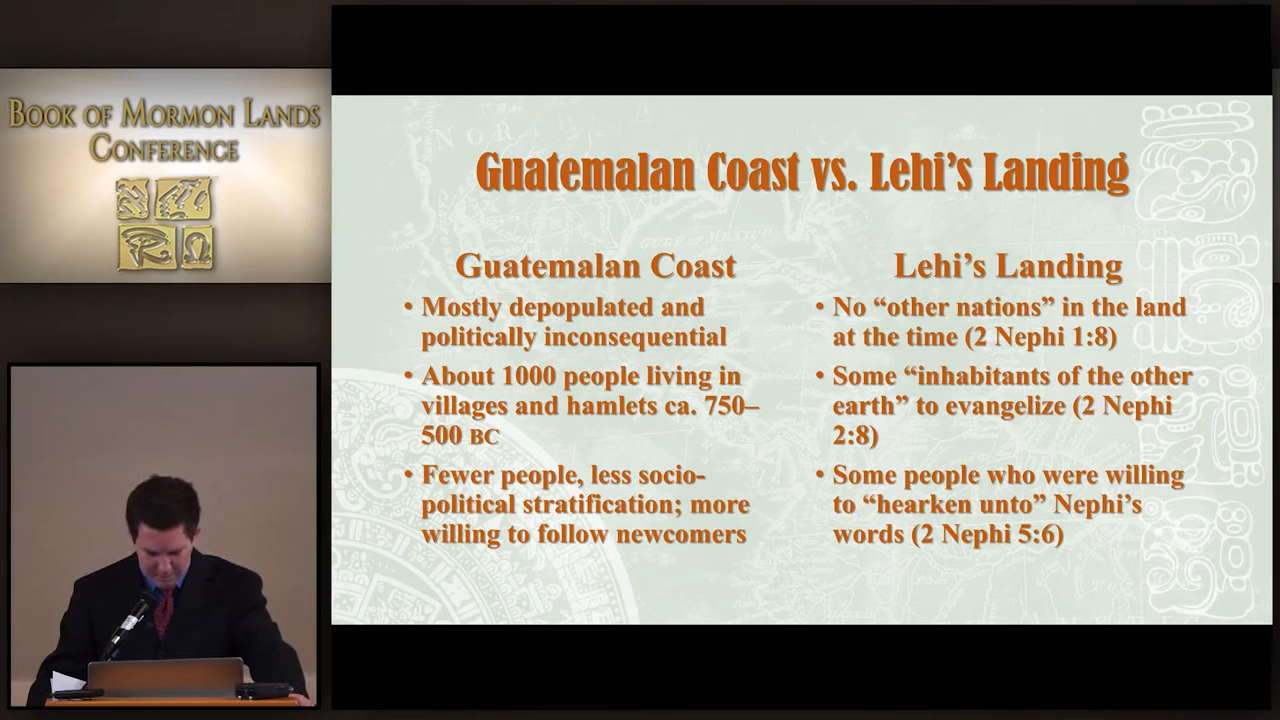 BOOK OF MORMON LANDS
CONFERENCE
Guatemalan Coast vs. Lehi’s Landing
Guatemalan Coast
• Mostly depopulated and
politically inconsequential
• About 1000 people living in
villages and hamlets ca. 750–
500 BC
• Fewer people, less socio-
political stratification; more
willing to follow newcomers
Lehi’s Landing
• No “other nations” in the land
at the time (2 Nephi 1:8)
• Some “inhabitants of the other
earth” to evangelize (2 Nephi
2:8)
• Some people who were willing
to “hearken unto” Nephi’s
words (2 Nephi 5:6)
GULF OF MEXICO